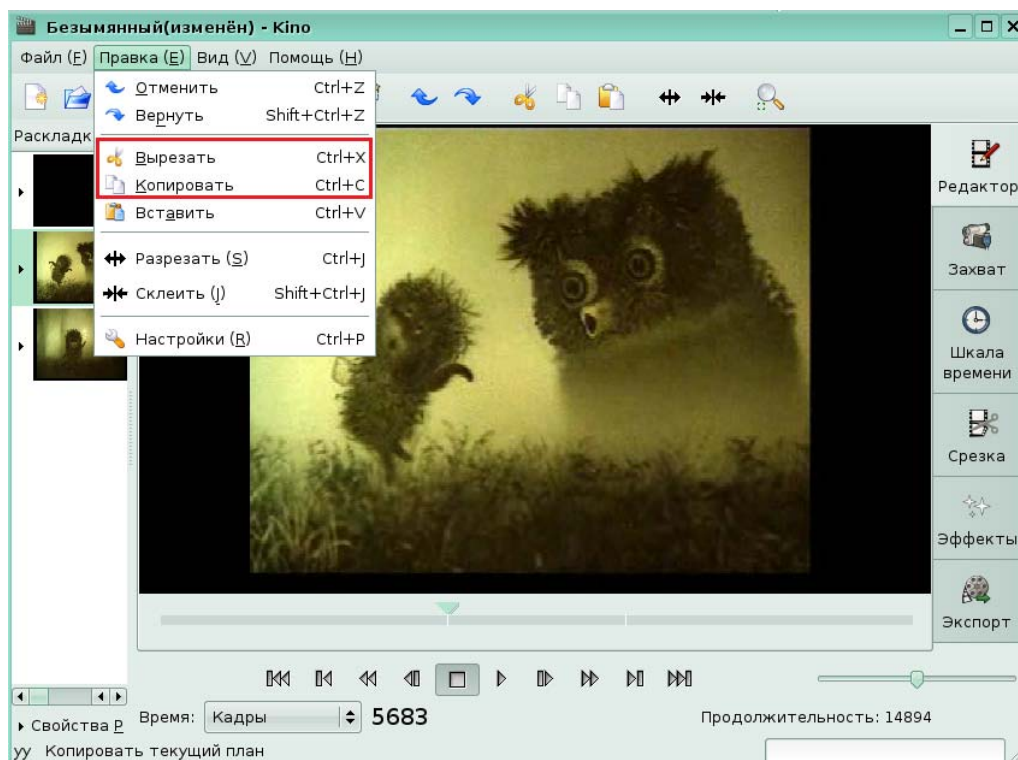 Безымянный(изменён) - Kino
Файл (F) Правка (E) Вид (V) Помощь (H)
Отменить Ctrl+Z
Вернуть Shift+Ctrl+Z
Вырезать Ctrl+X
Копировать Ctrl+C
Вставить Ctrl+V
Разрезать (S) Ctrl+J
Склеить (J) Shift+Ctrl+J
Настройки (R) Ctrl+P
Раскладк
Редактор
Захват
Шкала
времени
Срезка
Эффекты
Экспорт
Свойства Р
Время: Кадры 5683 Продолжительность: 14894
yy Копировать текущий план